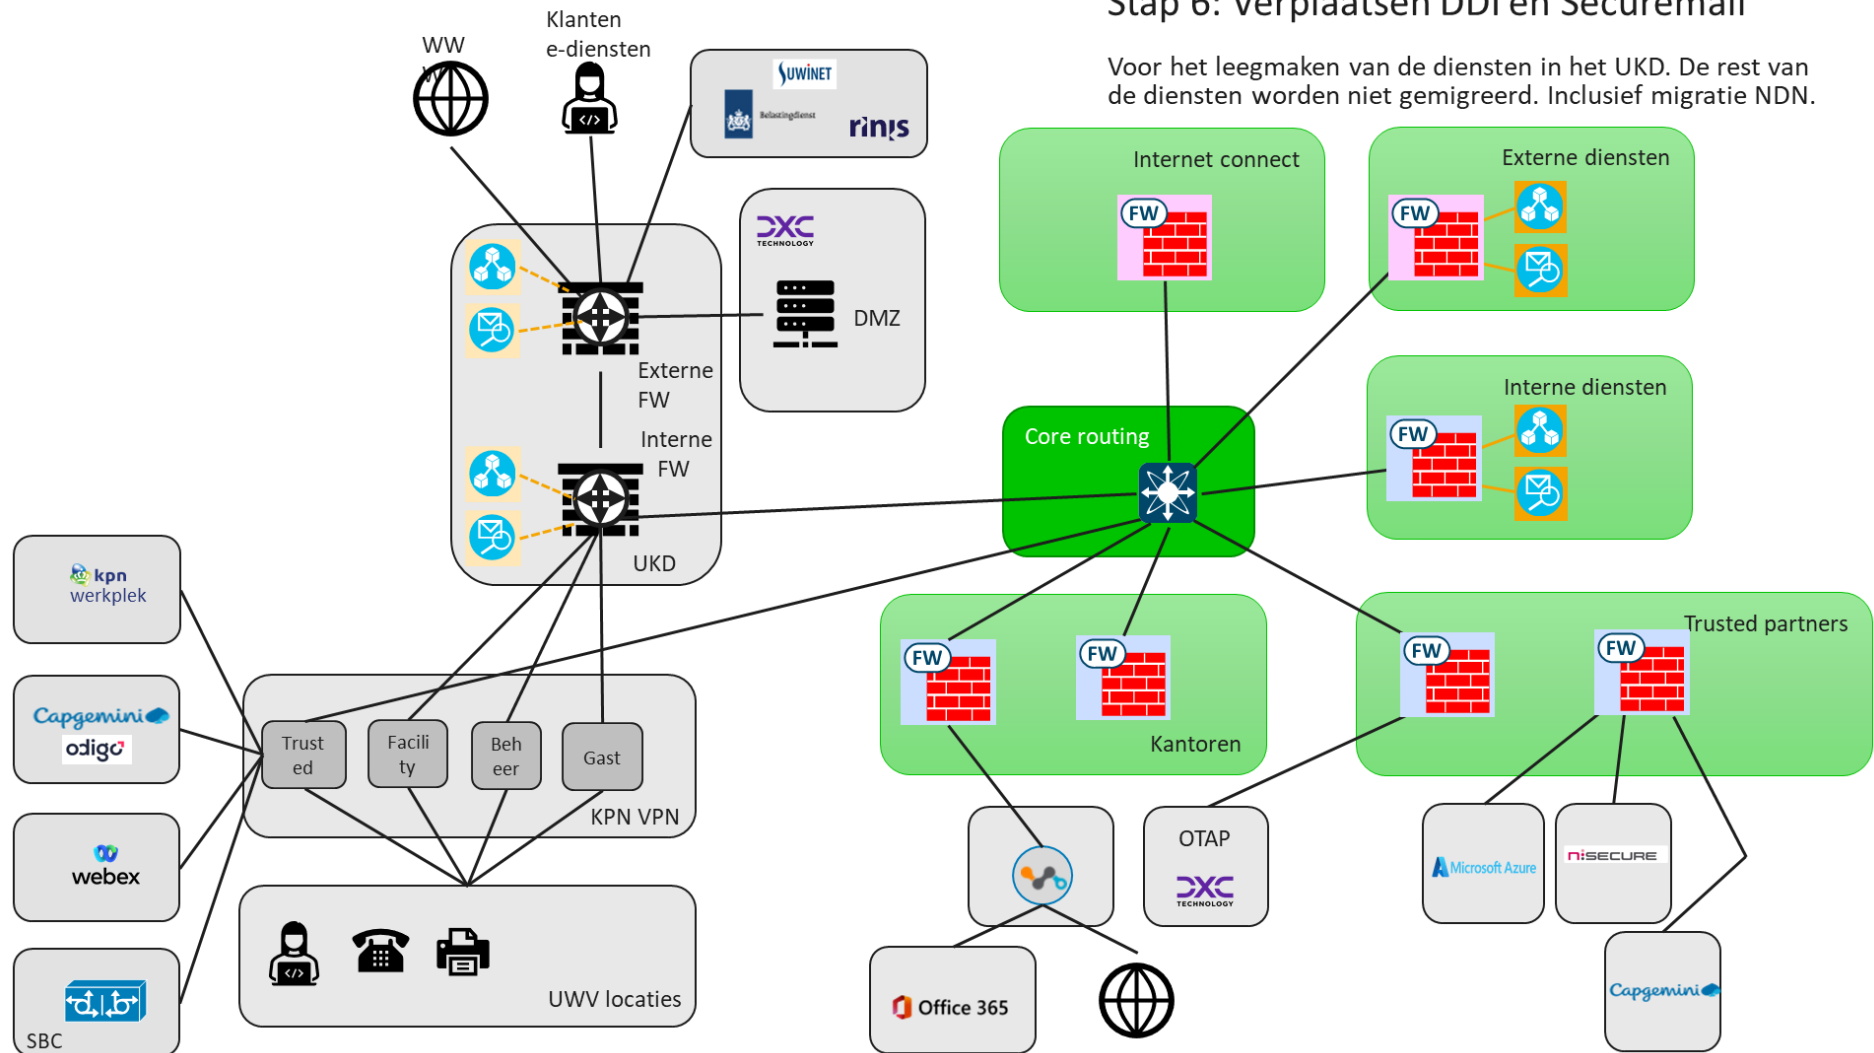 Stap 6: Verplaatsen DDI en Securemail
Voor het leegmaken van de diensten in het UKD. De rest van
de diensten worden niet gemigreerd. Inclusief migratie NDN.
WW
W
Klanten
e-diensten
SUWINET
Belastingdienst
rinis
DXC
TECHNOLOGY
DMZ
Externe
FW
Interne
FW
UKD
Internet connect
FW
Externe diensten
FW
Interne diensten
FW
Core routing
kpn
werkplek
Capgemini
odigo
webex
SBC
Trust
ed
Facili
ty
Beh
eer
Gast
KPN VPN
UWV locaties
FW
FW
Kantoren
Trusted partners
FW
FW
OTAP
DXC
TECHNOLOGY
Office 365
Microsoft Azure
n:SECURE
Capgemini